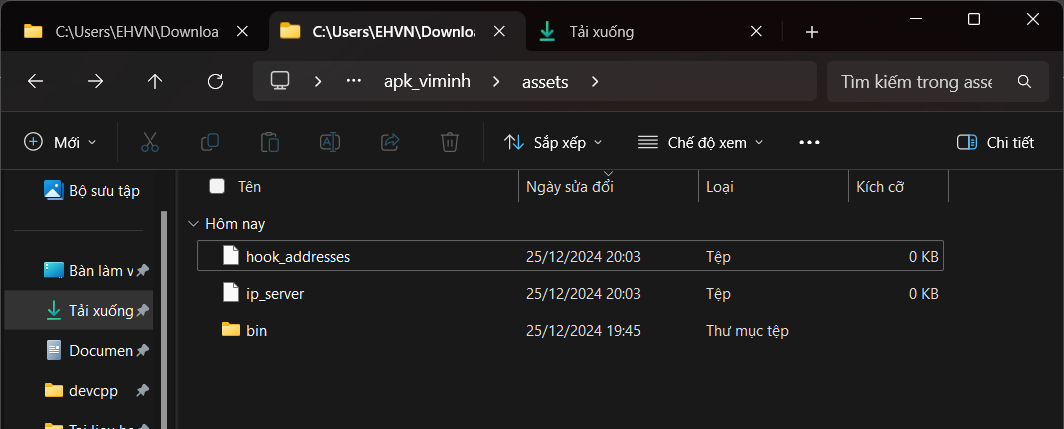 C:\Users\EHVN\Downloa
C:\Users\EHVN\Downloa
Tải xuống
apk_viminh
assets
Tìm kiếm trong asse
Mới
Sắp xếp
Chế độ xem
Chi tiết
Bộ sưu tập
Bàn làm v
Tải xuống
Documen
devcpp
Tên
Ngày sửa đổi
Loại
Kích cỡ
Hôm nay
hook_addresses 25/12/2024 20:03 Tệp 0 KB
ip_server 25/12/2024 20:03 Tệp 0 KB
bin 25/12/2024 19:45 Thư mục tệp